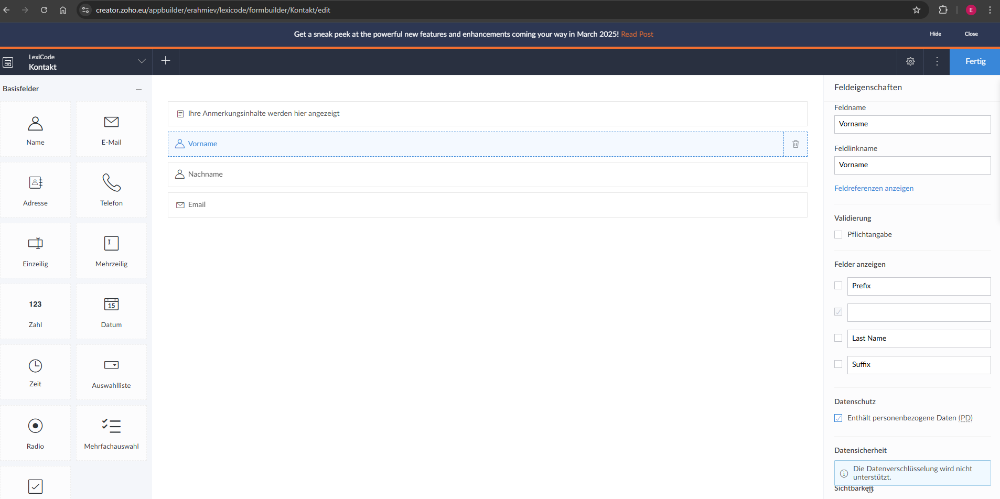 creator.zoho.eu/appbuilder/erahmiev/lexicode/formbuilder/Kontakt/edit
E
Get a sneak peek at the powerful new features and enhancements coming your way in March 2025! Read Post
Hide
Close
LexiCode
Kontakt
Fertig
Basisfelder
Name
E-Mail
Adresse
Telefon
Einzeilig
Mehrzeilig
123
Zahl
15
Datum
Zeit
Auswahlliste
Radio
Mehrfachauswahl
Ihre Anmerkungsinhalte werden hier angezeigt
Vorname
Nachname
Email
Feldeigenschaften
Feldname
Vorname
Feldlinkname
Vorname
Feldreferenzen anzeigen
Validierung
Pflichtangabe
Felder anzeigen
Prefix
Last Name
Suffix
Datenschutz
Enthält personenbezogene Daten (PD)
Datensicherheit
Die Datenverschlüsselung wird nicht
unterstützt.
Sichtbarkeit